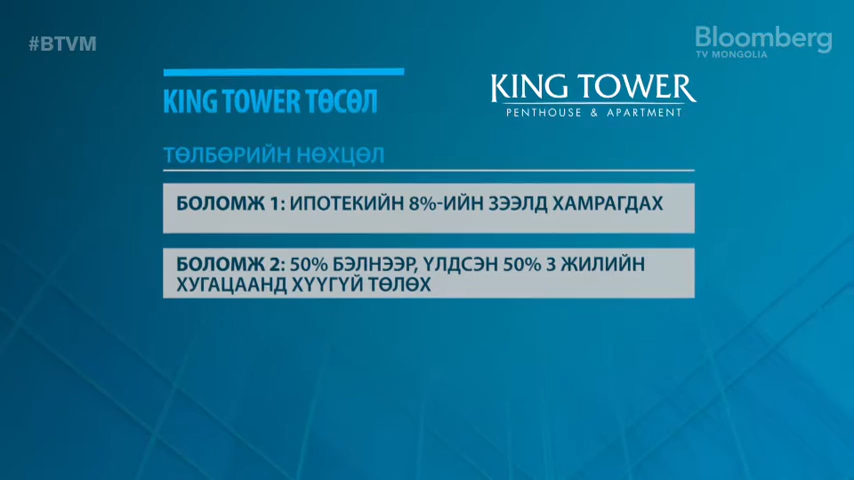 #BTVM
Bloomberg
TV MONGOLIA
KING TOWER ТӨСӨЛ
KING TOWER
PENTHOUSE & APARTMENT
ТӨЛБӨРИЙН НӨХЦӨЛ
БОЛОМЖ 1: ИПОТЕКИЙН 8%-ИЙН ЗЭЭЛД ХАМРАГДАХ
БОЛОМЖ 2: 50% БЭЛНЭЭР, ҮЛДСЭН 50% 3 ЖИЛИЙН
ХУГАЦААНД ХҮҮГҮЙ ТӨЛӨХ